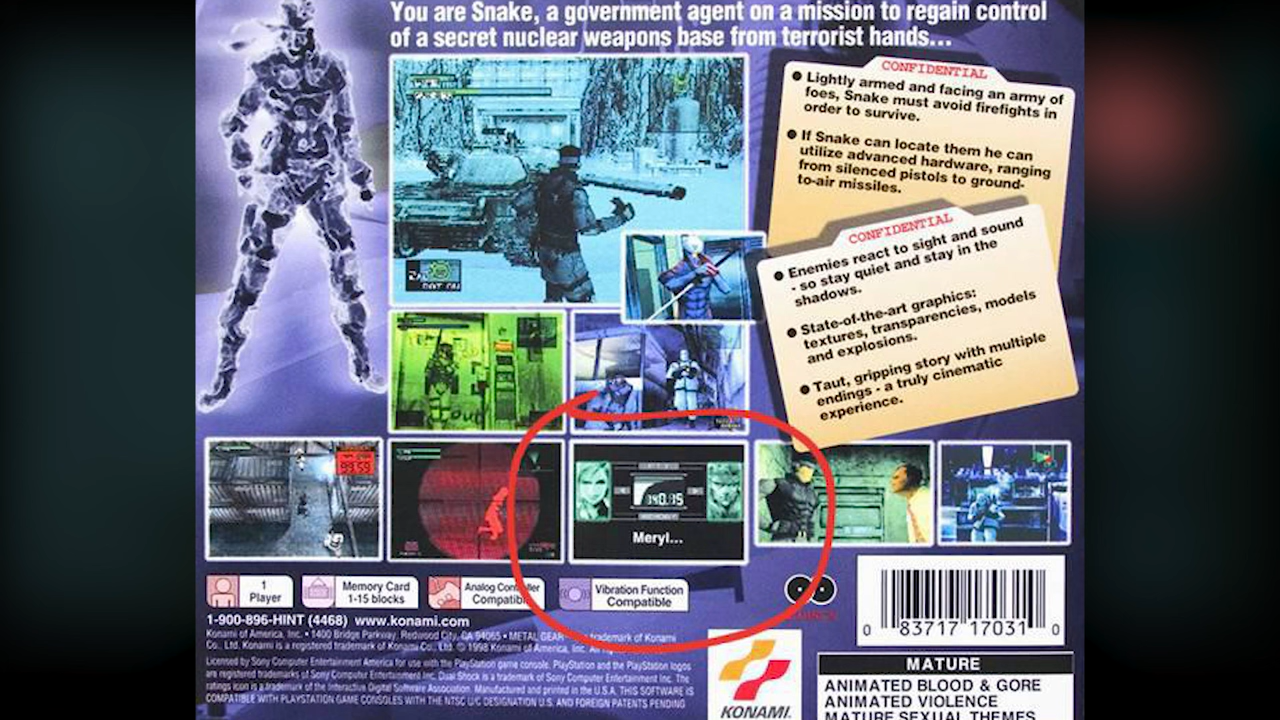 You are Snake, a government agent on a mission to regain control
of a secret nuclear weapons base from terrorist hands...
CONFIDENTIAL
● Lightly armed and facing an army of
foes, Snake must avoid firefights in
order to survive.
● If Snake can locate them he can
utilize advanced hardware, ranging
from silenced pistols to ground-
to-air missiles.
CONFIDENTIAL
● Enemies react to sight and sound
- so stay quiet and stay in the
shadows.
● State-of-the-art graphics:
textures, transparencies, models
and explosions.
● Taut, gripping story with multiple
endings - a truly cinematic
experience.
99.59
140.15
Meryl...
1
Player
Memory Card
1-15 blocks
Analog Controller
Compatible
Vibration Function
Compatible
1-900-896-HINT (4468) www.konami.com
Konami of America, Inc. • 1400 Bridge Parkway, Redwood City, CA 94065 • METAL GEAR trademark of Konami
Co., Ltd. Konami is a registered trademark of Konami Co., Ltd. © 1998 Konami of America, Inc. All rights
Licensed by Sony Computer Entertainment America for use with the PlayStation game console. PlayStation and the PlayStation logos
are registered trademarks of Sony Computer Entertainment Inc. Dual Shock is a trademark of Sony Computer Entertainment Inc. The
ratings icon is a trademark of the Interactive Digital Software Association. Manufactured and printed in the U.S.A. THIS SOFTWARE IS
COMPATIBLE WITH PLAYSTATION GAME CONSOLES WITH THE NTSC U/C DESIGNATION U.S. AND FOREIGN PATENTS PENDING
KONAMI
0 83717 17031 0
MATURE
ANIMATED BLOOD & GORE
ANIMATED VIOLENCE
MATURE SEXUAL THEMES